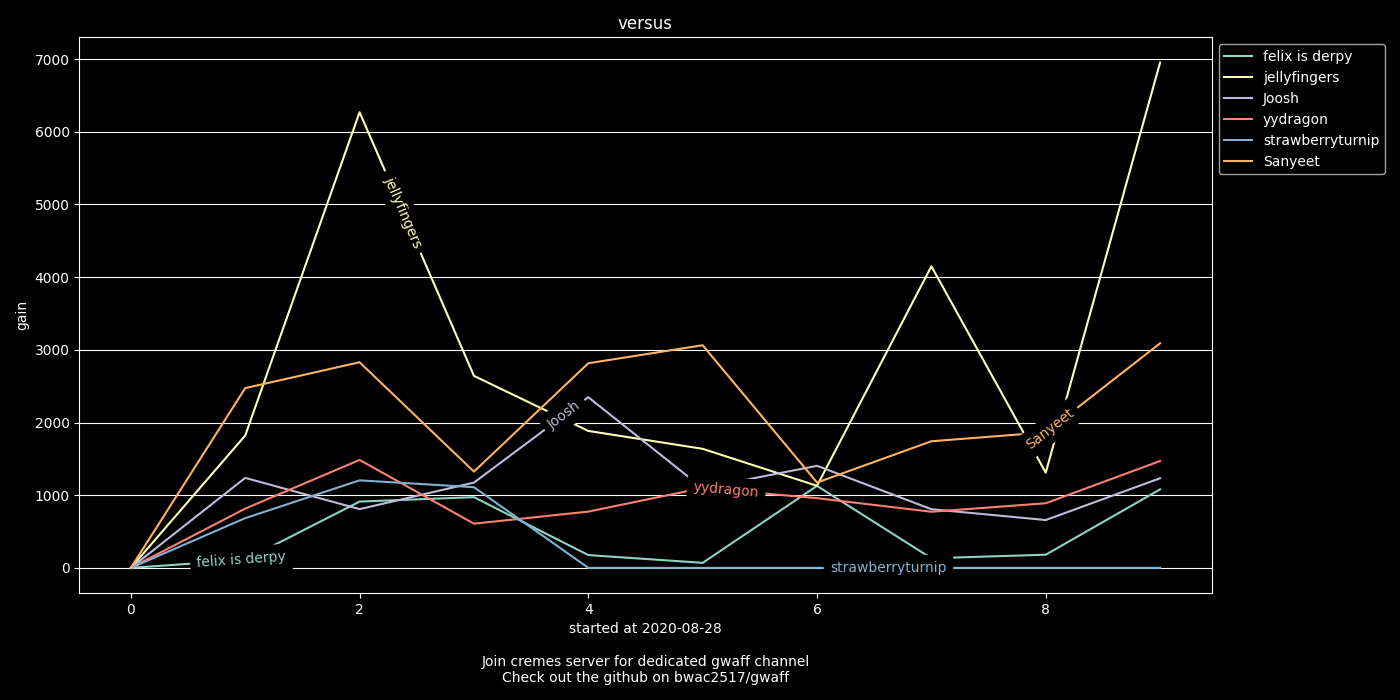 versus
7000
6000
5000
4000
3000
2000
1000
0
gain
0
2
4
6
8
started at 2020-08-28
Join cremes server for dedicated gwaff channel
Check out the github on bwac2517/gwaff
felix is derpy
jellyfingers
Joosh
yydragon
strawberryturnip
Sanyeet
jellyfingers
Joosh
Sanyeet
yydragon
felix is derpy
strawberryturnip